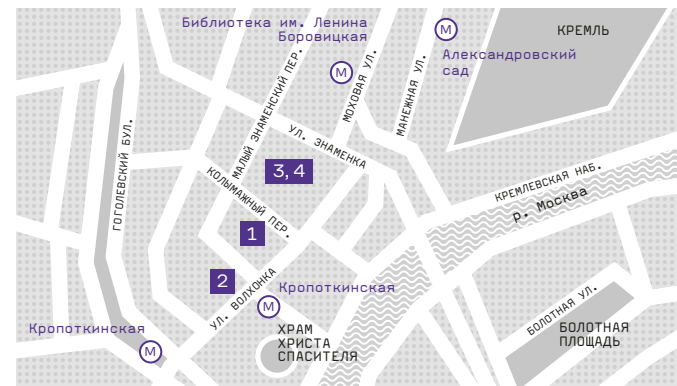 Библиотека им. Ленина
Боровицкая
М
Александровский
сад
М
КРЕМЛЬ
МАЛЫЙ ЗНАМЕНСКИЙ ПЕР.
МОХОВАЯ УЛ.
МАНЕЖНАЯ УЛ.
УЛ. ЗНАМЕНКА
ГОГОЛЕВСКИЙ БУЛ.
3, 4
КОЛЫМАЖНЫЙ ПЕР.
КРЕМЛЕВСКАЯ НАБ.
р. Москва
1
2
УЛ. ВОЛХОНКА
Кропоткинская
М
Кропоткинская
М
ХРАМ
ХРИСТА
СПАСИТЕЛЯ
БОЛОТНАЯ УЛ.
БОЛОТНАЯ
ПЛОЩАДЬ